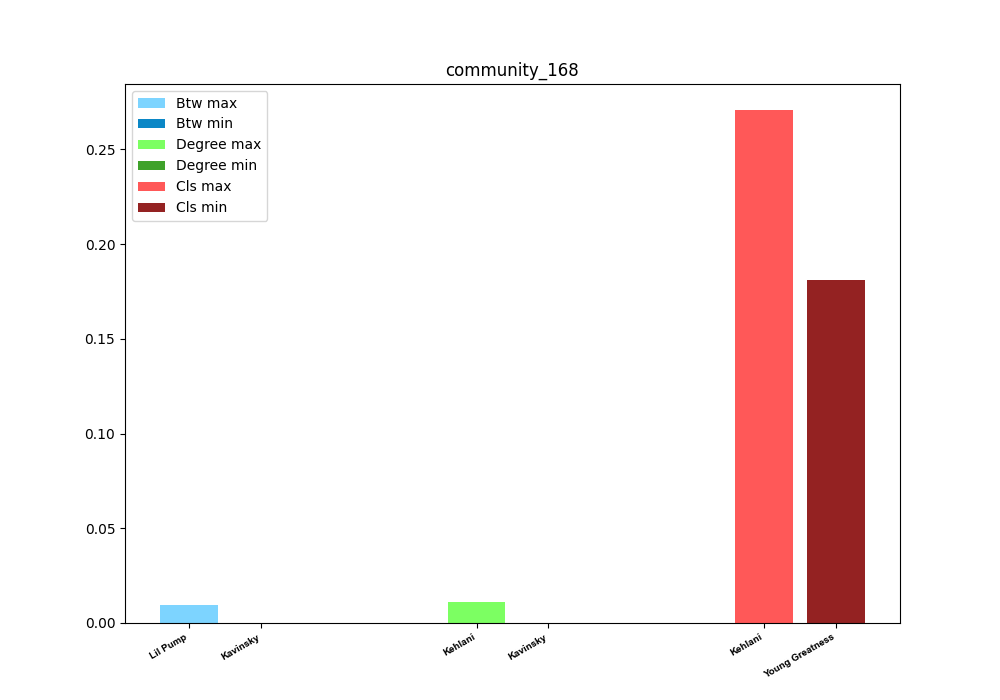 community_168
Btw max
Btw min
Degree max
Degree min
Cls max
Cls min
0.25
0.20
0.15
0.10
0.05
0.00
Lil Pump
Kavinsky
Kehlani
Kavinsky
Kehlani
Young Greatness